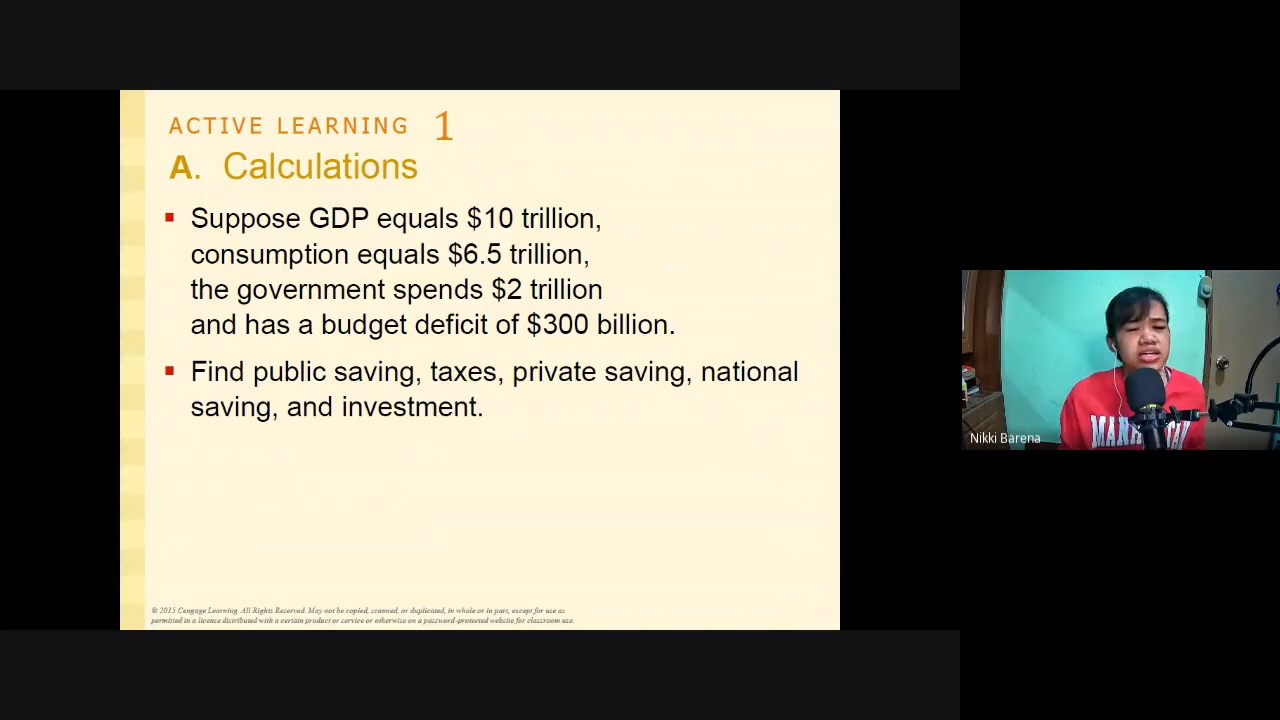 ACTIVE LEARNING 1
A. Calculations
▪ Suppose GDP equals $10 trillion,
consumption equals $6.5 trillion,
the government spends $2 trillion
and has a budget deficit of $300 billion.
▪ Find public saving, taxes, private saving, national
saving, and investment.
© 2015 Cengage Learning. All Rights Reserved. May not be copied, scanned, or duplicated, in whole or in part, except for use as
permitted in a license distributed with a certain product or service or otherwise on a password-protected website for classroom use.
Nikki Barena